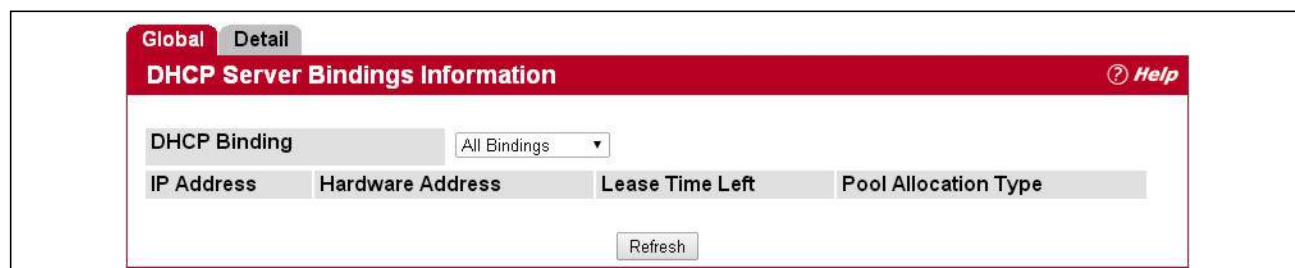 Global Detail
DHCP Server Bindings Information
? Help
DHCP Binding All Bindings
IP Address Hardware Address Lease Time Left Pool Allocation Type
Refresh